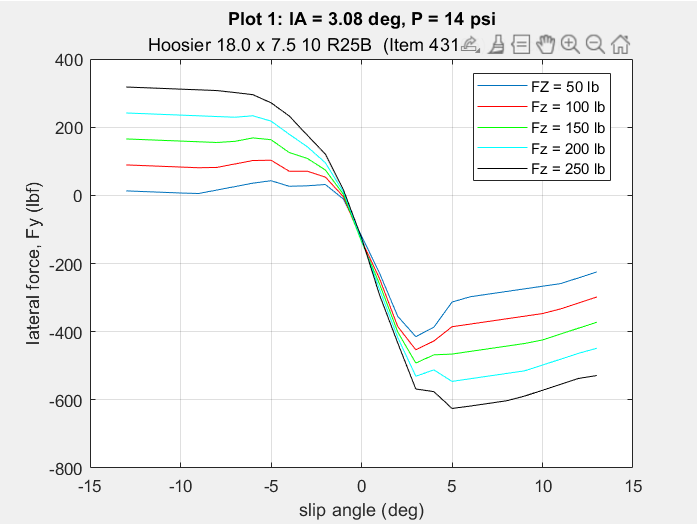 Plot 1: IA = 3.08 deg, P = 14 psi
Hoosier 18.0 x 7.5 10 R25B (Item 431
400
200
0
-200
-400
-600
-800
lateral force, Fy (lbf)
FZ = 50 lb
Fz = 100 lb
Fz = 150 lb
Fz = 200 lb
Fz = 250 lb
-15
-10
-5
0
5
10
15
slip angle (deg)